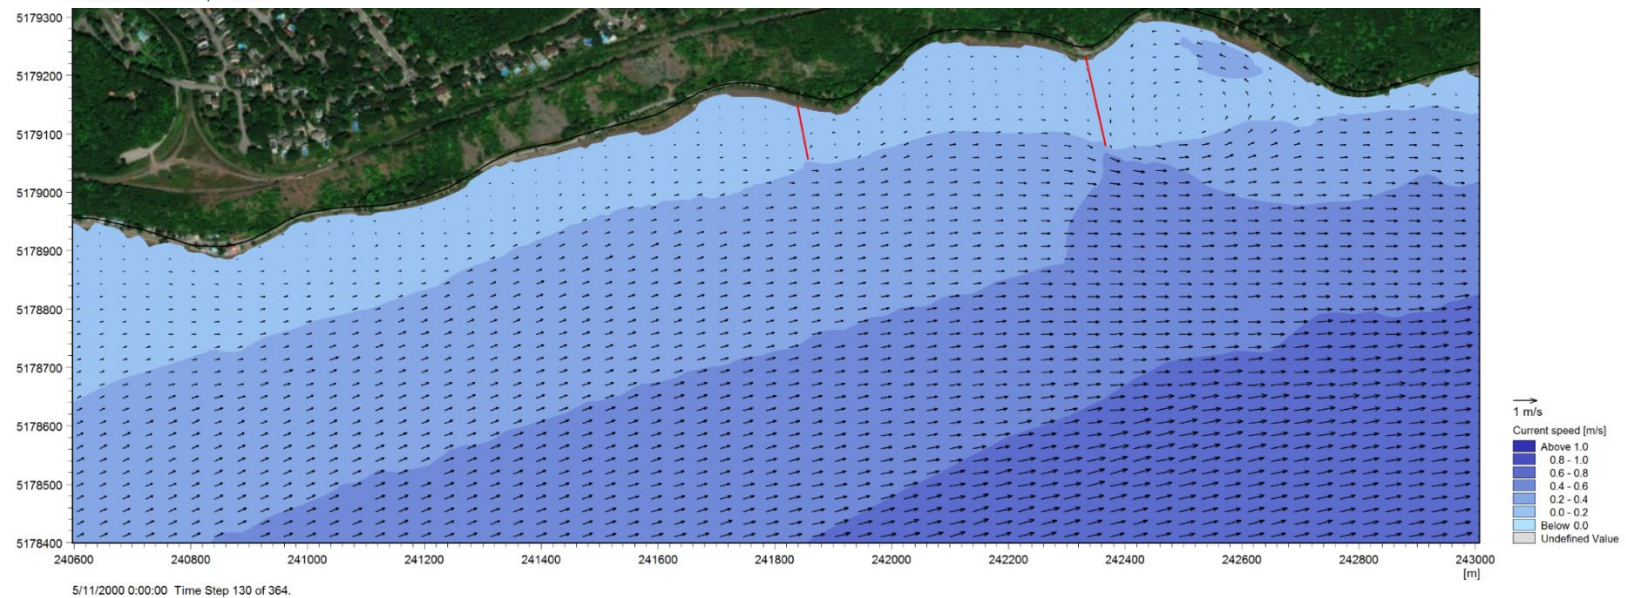 5179300
5179200
5179100
5179000
5178900
5178800
5178700
5178600
5178500
5178400
240600 240800 241000 241200 241400 241600 241800 242000 242200 242400 242600 242800 243000
[m]
5/11/2000 0:00:00 Time Step 130 of 364.
1 m/s
Current speed [m/s]
Above 1.0
0.8 - 1.0
0.6 - 0.8
0.4 - 0.6
0.2 - 0.4
0.0 - 0.2
Below 0.0
Undefined Value